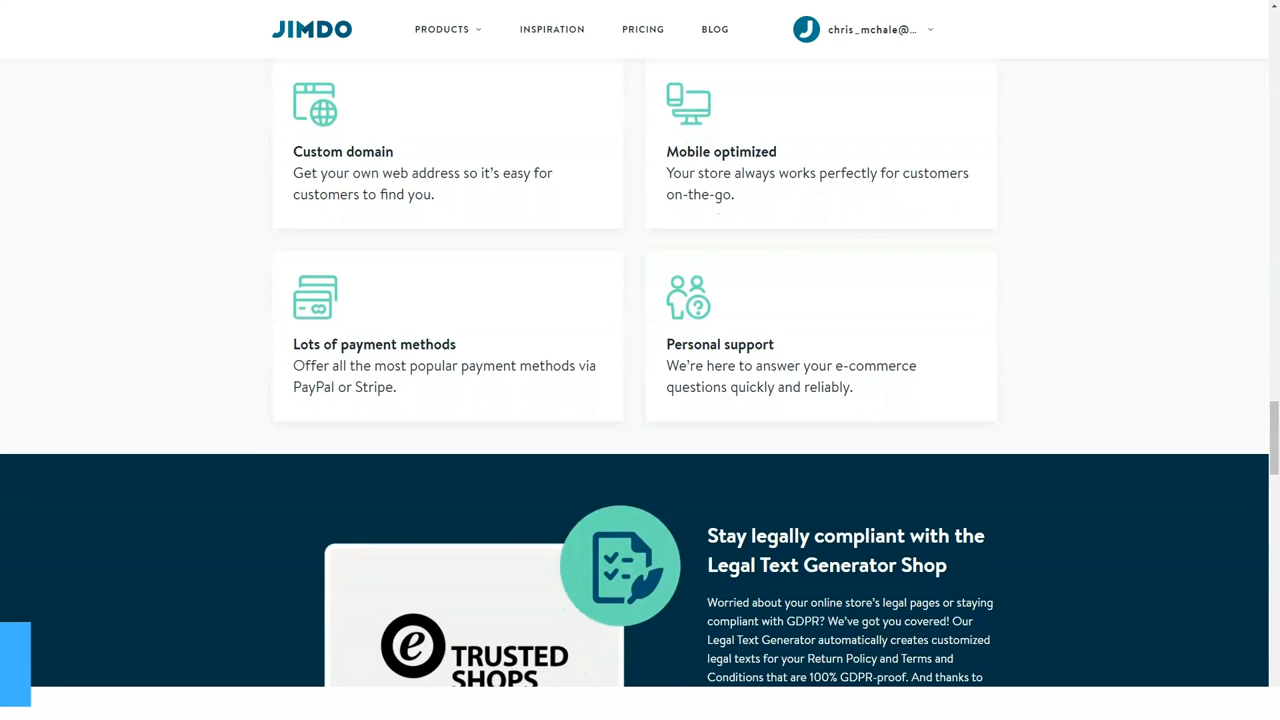 JIMDO
PRODUCTS
INSPIRATION
PRICING
BLOG
chris_mchale@...
Custom domain
Get your own web address so it's easy for
customers to find you.
Mobile optimized
Your store always works perfectly for customers
on-the-go.
Lots of payment methods
Offer all the most popular payment methods via
PayPal or Stripe.
Personal support
We're here to answer your e-commerce
questions quickly and reliably.
e
TRUSTED
SHOPS
Stay legally compliant with the
Legal Text Generator Shop
Worried about your online store's legal pages or staying
compliant with GDPR? We've got you covered! Our
Legal Text Generator automatically creates customized
legal texts for your Return Policy and Terms and
Conditions that are 100% GDPR-proof. And thanks to